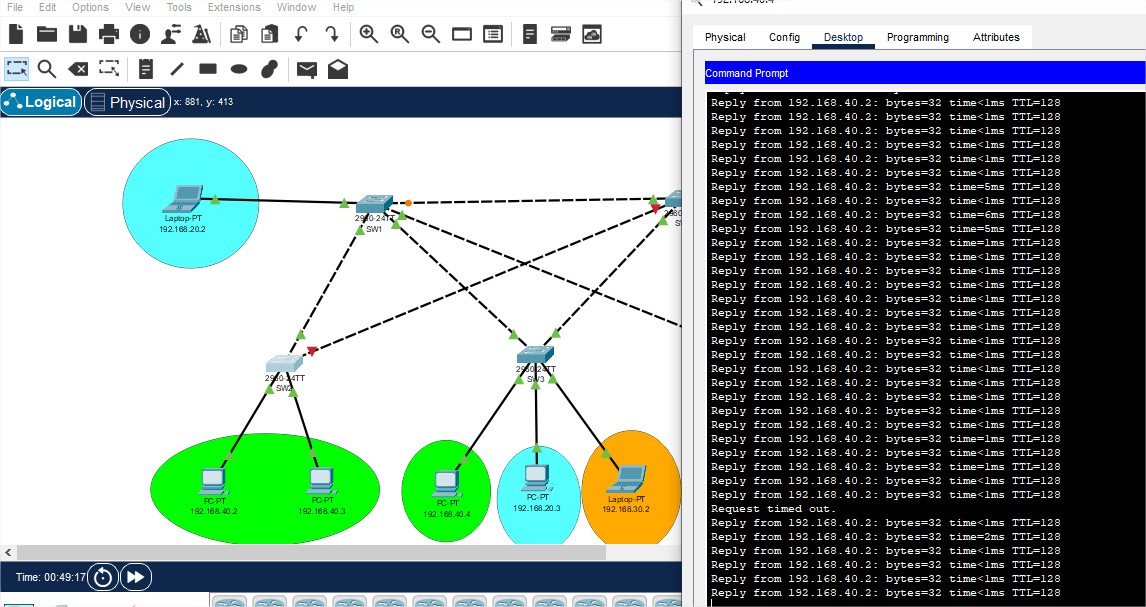 File Edit Options View Tools Extensions Window Help
Logical Physical x: 881, y: 413
Laptop-PT
192.168.20.2
SW1
2950-24TT
SW2
SW3
PC-PT
192.168.40.2
PC-PT
192.168.40.3
PC-PT
192.168.40.4
PC-PT
192.168.20.3
Laptop-PT
192.168.30.2
Time: 00:49:17
Physical Config Desktop Programming Attributes
Command Prompt
Reply from 192.168.40.2: bytes=32 time<1ms TTL=128
Reply from 192.168.40.2: bytes=32 time<1ms TTL=128
Reply from 192.168.40.2: bytes=32 time<1ms TTL=128
Reply from 192.168.40.2: bytes=32 time<1ms TTL=128
Reply from 192.168.40.2: bytes=32 time<1ms TTL=128
Reply from 192.168.40.2: bytes=32 time<1ms TTL=128
Reply from 192.168.40.2: bytes=32 time=5ms TTL=128
Reply from 192.168.40.2: bytes=32 time<1ms TTL=128
Reply from 192.168.40.2: bytes=32 time=6ms TTL=128
Reply from 192.168.40.2: bytes=32 time=5ms TTL=128
Reply from 192.168.40.2: bytes=32 time<1ms TTL=128
Reply from 192.168.40.2: bytes=32 time<1ms TTL=128
Reply from 192.168.40.2: bytes=32 time<1ms TTL=128
Reply from 192.168.40.2: bytes=32 time<1ms TTL=128
Reply from 192.168.40.2: bytes=32 time<1ms TTL=128
Reply from 192.168.40.2: bytes=32 time<1ms TTL=128
Reply from 192.168.40.2: bytes=32 time<1ms TTL=128
Reply from 192.168.40.2: bytes=32 time<1ms TTL=128
Reply from 192.168.40.2: bytes=32 time<1ms TTL=128
Reply from 192.168.40.2: bytes=32 time<1ms TTL=128
Reply from 192.168.40.2: bytes=32 time<1ms TTL=128
Reply from 192.168.40.2: bytes=32 time<1ms TTL=128
Reply from 192.168.40.2: bytes=32 time<1ms TTL=128
Reply from 192.168.40.2: bytes=32 time<1ms TTL=128
Reply from 192.168.40.2: bytes=32 time=1ms TTL=128
Reply from 192.168.40.2: bytes=32 time<1ms TTL=128
Reply from 192.168.40.2: bytes=32 time=1ms TTL=128
Reply from 192.168.40.2: bytes=32 time<1ms TTL=128
Reply from 192.168.40.2: bytes=32 time<1ms TTL=128
Request timed out.
Reply from 192.168.40.2: bytes=32 time<1ms TTL=128
Reply from 192.168.40.2: bytes=32 time=2ms TTL=128
Reply from 192.168.40.2: bytes=32 time<1ms TTL=128
Reply from 192.168.40.2: bytes=32 time<1ms TTL=128
Reply from 192.168.40.2: bytes=32 time<1ms TTL=128
Reply from 192.168.40.2: bytes=32 time<1ms TTL=128